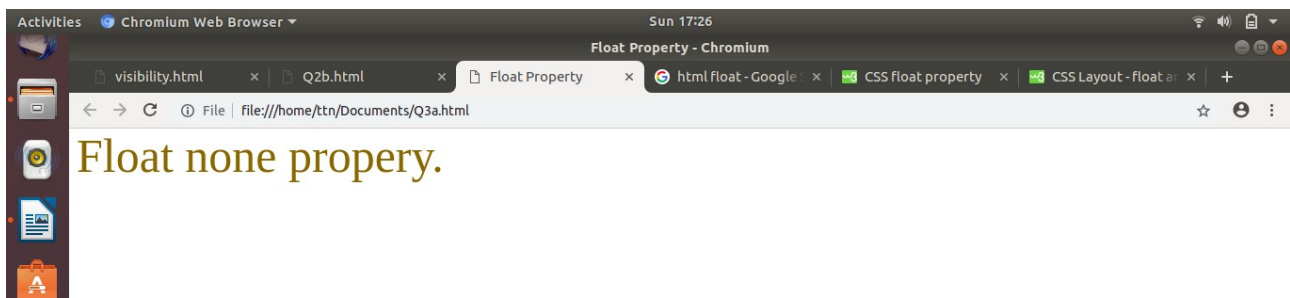 Activities Chromium Web Browser Sun 17:26
Float Property - Chromium
visibility.html Q2b.html Float Property html float - Google CSS float property CSS Layout - float
File file:///home/ttn/Documents/Q3a.html
Float none propery.